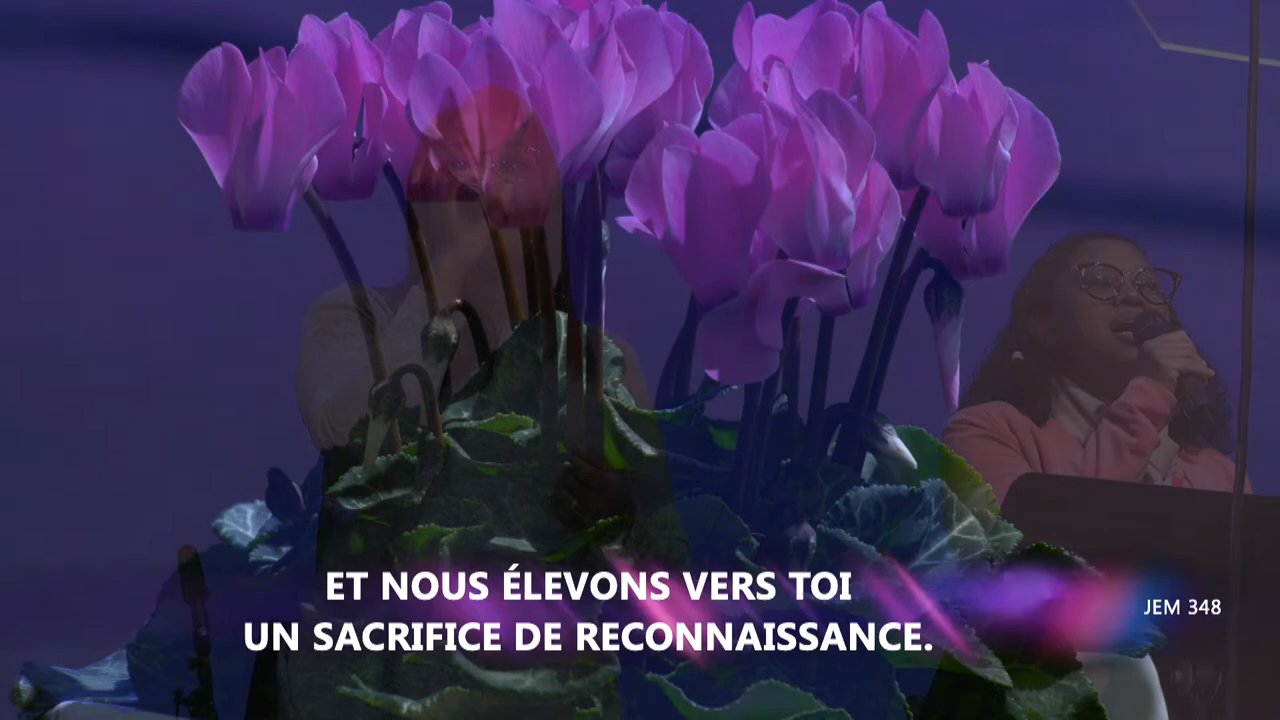 ET NOUS ÉLEVONS VERS TOI
UN SACRIFICE DE RECONNAISSANCE.
JEM 348